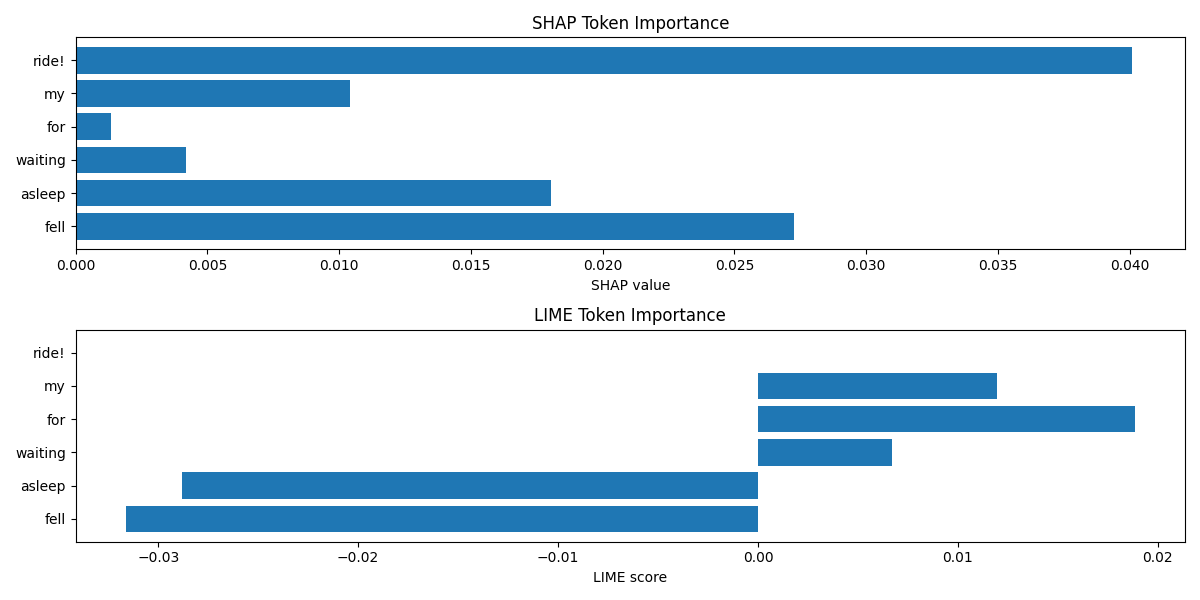 SHAP Token Importance
ride!
my
for
waiting
asleep
fell
0.000 0.005 0.010 0.015 0.020 0.025 0.030 0.035 0.040
SHAP value
LIME Token Importance
ride!
my
for
waiting
asleep
fell
−0.03 −0.02 −0.01 0.00 0.01 0.02
LIME score